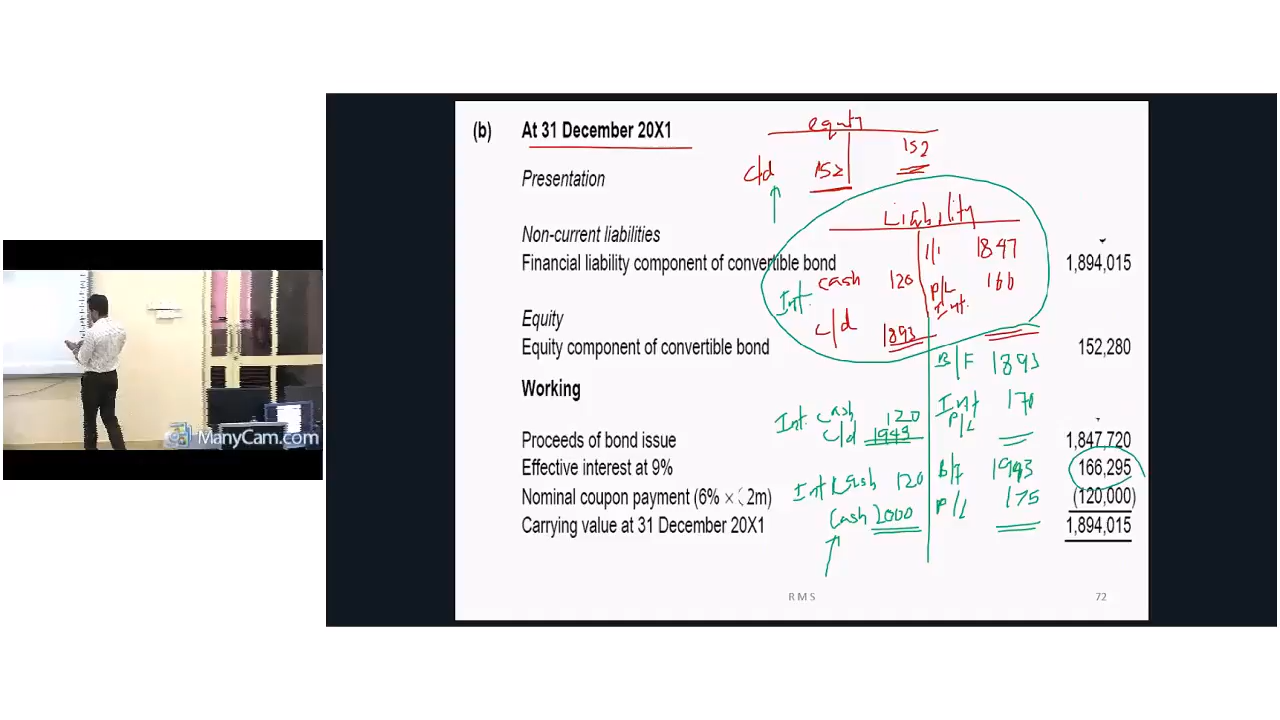 (b) At 31 December 20X1
equity
152
c/d 152
Presentation
Liability
Non-current liabilities
1847
Financial liability component of convertible bond 1,894,015
Int. cash 120 P/L Int. 166
Equity
c/d 1893
Equity component of convertible bond 152,280
B/F 1893
Working
Int P/L 170
Int. cash 120
c/d 1943
Proceeds of bond issue 1,847,720
Effective interest at 9% B/f 1943 166,295
Int Cash 120
Nominal coupon payment (6% × 2m) P/L 175 (120,000)
Cash 2000
Carrying value at 31 December 20X1 1,894,015
RMS 72
ManyCam.com